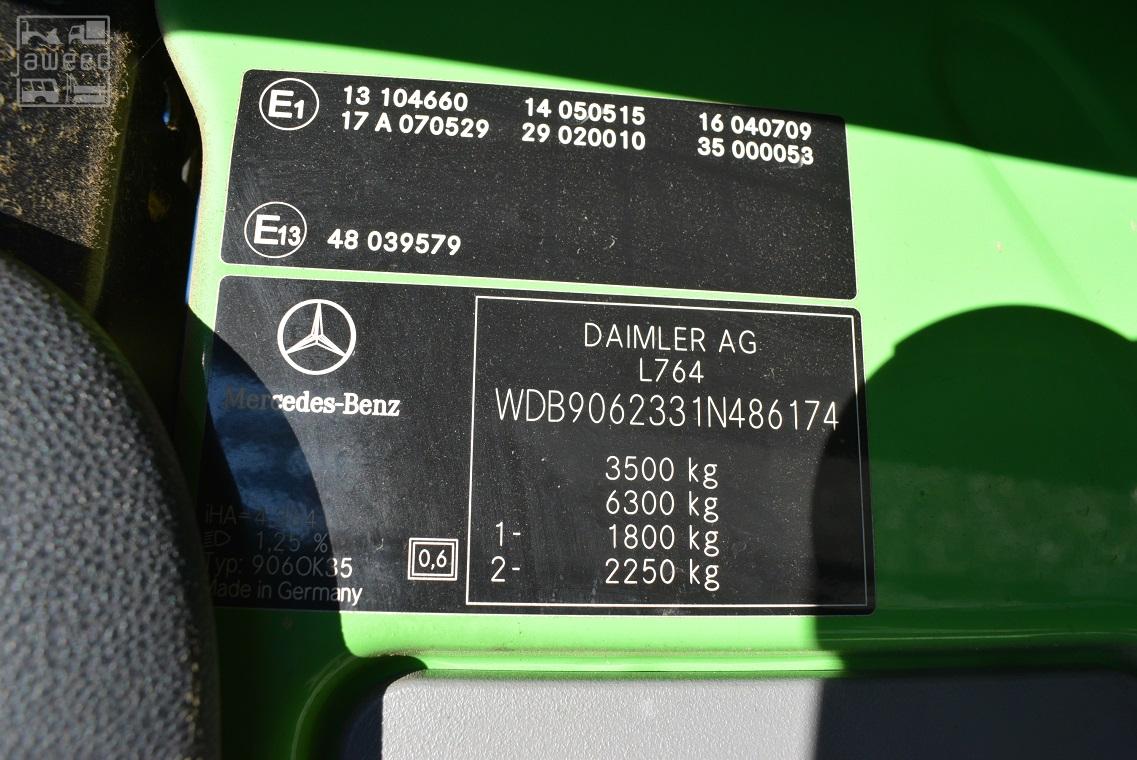 aweed
E1 13 104660 14 050515 16 040709
17 A 070529 29 020010 35 000053
E13 48 039579
Mercedes-Benz
DAIMLER AG
L764
WDB9062331N486174
3500 kg
6300 kg
1- 1800 kg
2- 2250 kg
1,25 %
Typ: 906OK35
0,6
Made in Germany